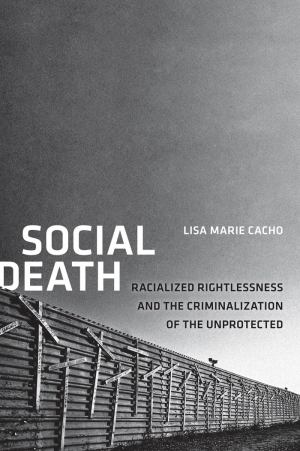 LISA MARIE CACHO
SOCIAL
DEATH
RACIALIZED RIGHTLESSNESS
AND THE CRIMINALIZATION
OF THE UNPROTECTED